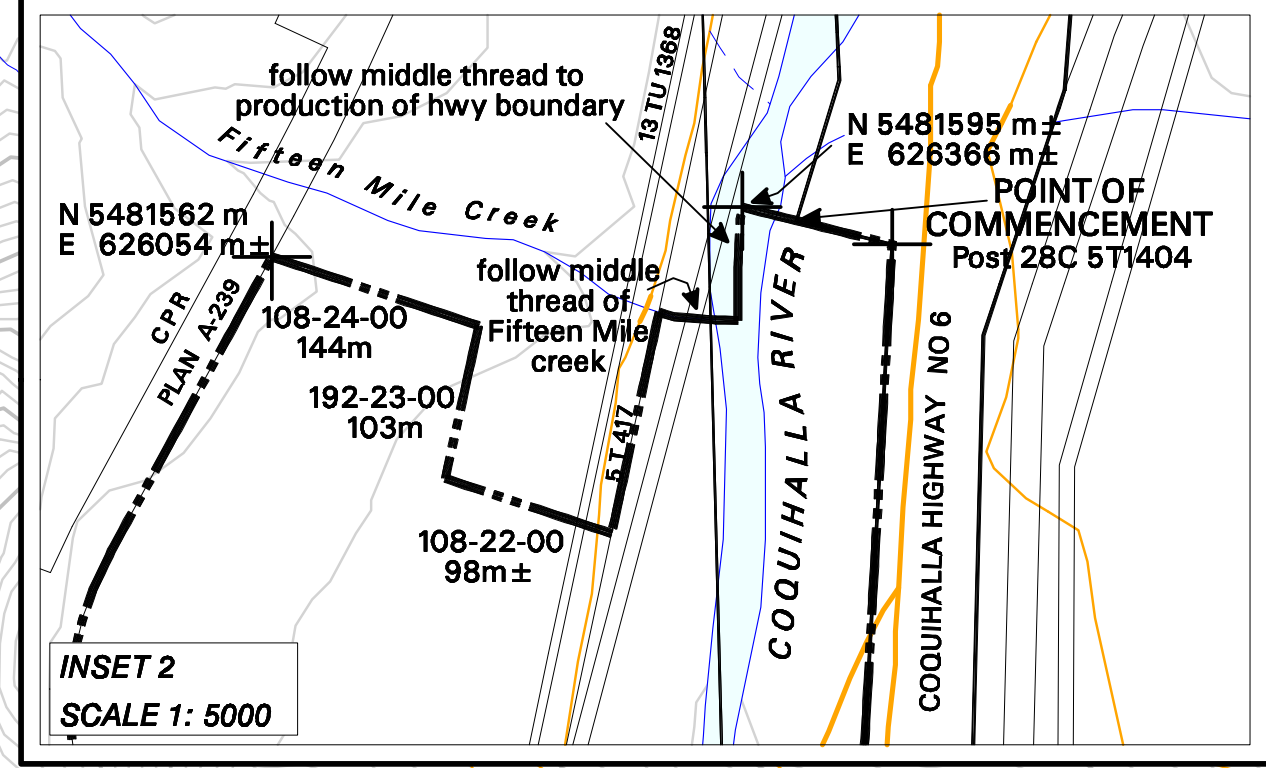 follow middle thread to
production of hwy boundary
13 TU 1368
N 5481595 m±
E 626366 m±
Fifteen Mile Creek
POINT OF
COMMENCEMENT
Post 28C 5T1404
N 5481562 m
E 626054 m±
follow middle
thread of
Fifteen Mile
creek
CPR
PLAN A-239
108-24-00
144m
192-23-00
103m
5 T 417
108-22-00
98m±
COQUIHALLA RIVER
COQUIHALLA HIGHWAY NO 6
INSET 2
SCALE 1: 5000